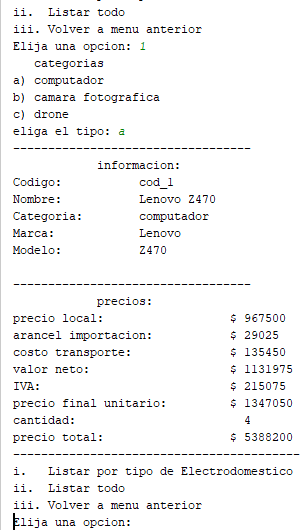 ii.  Listar todo
iii. Volver a menu anterior
Elija una opcion: 1
categorias
a) computador
b) camara fotografica
c) drone
eliga el tipo: a
----------------------------------
informacion:
Codigo: cod_1
Nombre: Lenovo Z470
Categoria: computador
Marca: Lenovo
Modelo: Z470
----------------------------------
precios:
precio local: $ 967500
arancel importacion: $ 29025
costo transporte: $ 135450
valor neto: $ 1131975
IVA: $ 215075
precio final unitario: $ 1347050
cantidad: 4
precio total: $ 5388200
-----------------------------------------
i.   Listar por tipo de Electrodomestico
ii.  Listar todo
iii. Volver a menu anterior
Elija una opcion: